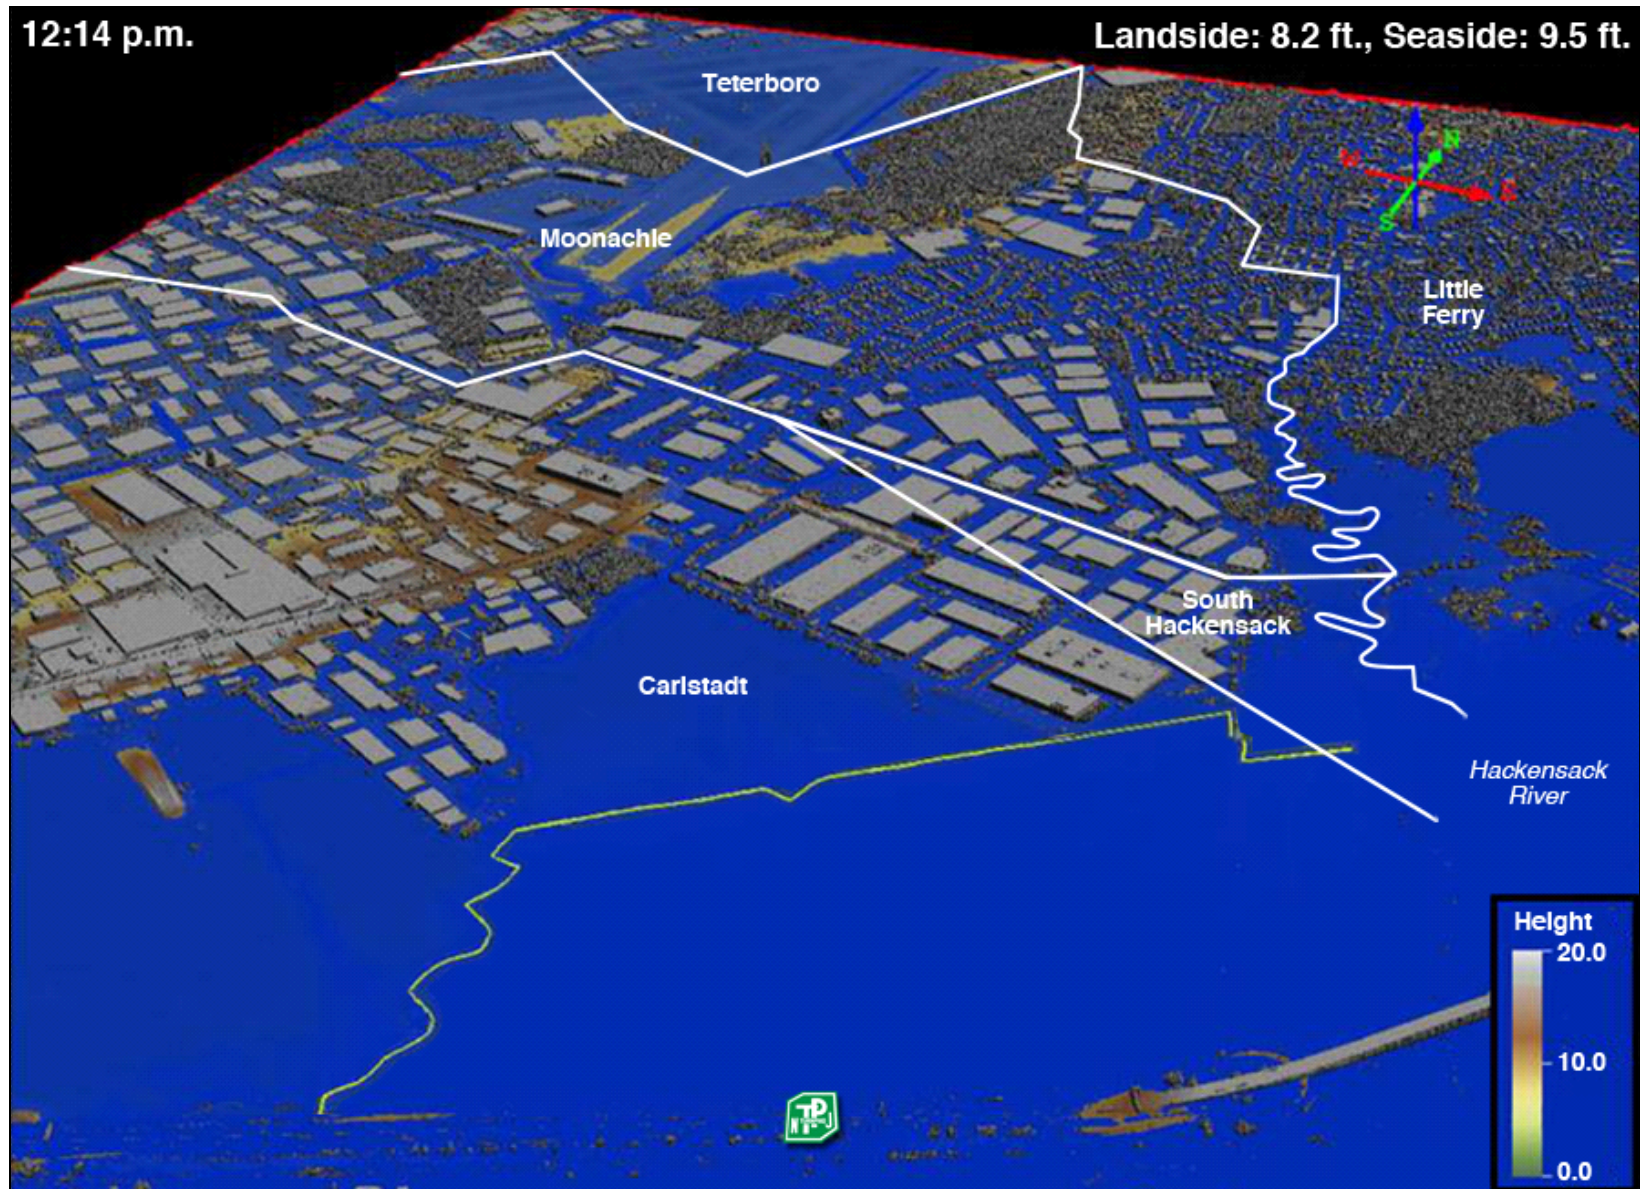 12:14 p.m.
Landside: 8.2 ft., Seaside: 9.5 ft.
Teterboro
N
W
E
S
Moonachle
Little
Ferry
South
Hackensack
Carlstadt
Hackensack
River
Height
20.0
10.0
0.0